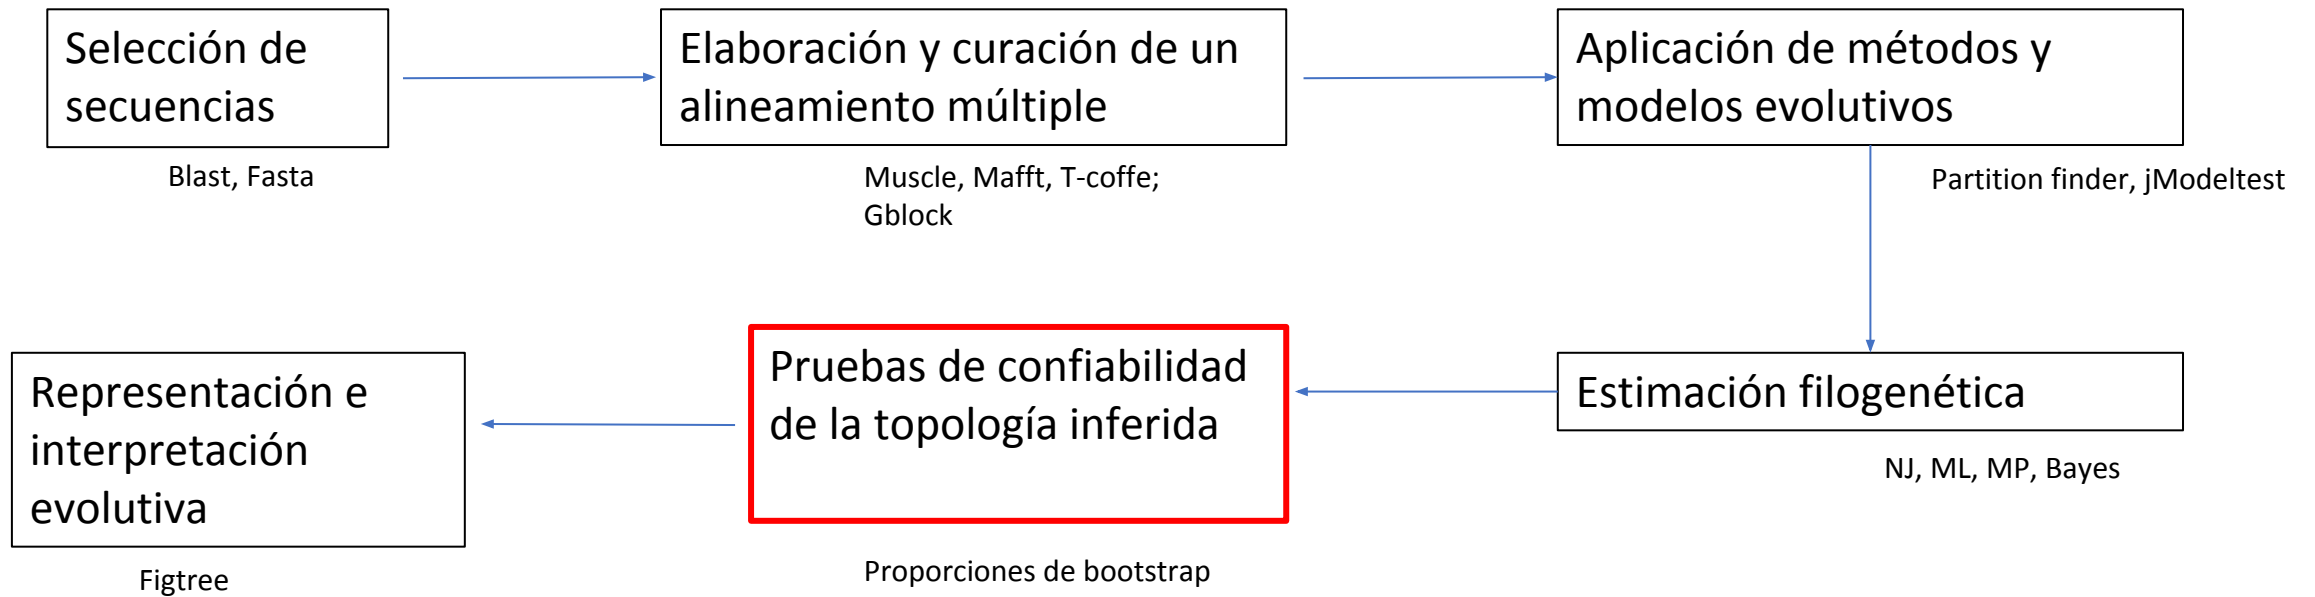 Selección de
secuencias
Blast, Fasta
Elaboración y curación de un
alineamiento múltiple
Muscle, Mafft, T-coffe;
Gblock
Aplicación de métodos y
modelos evolutivos
Partition finder, jModeltest
Estimación filogenética
NJ, ML, MP, Bayes
Pruebas de confiabilidad
de la topología inferida
Proporciones de bootstrap
Representación e
interpretación
evolutiva
Figtree